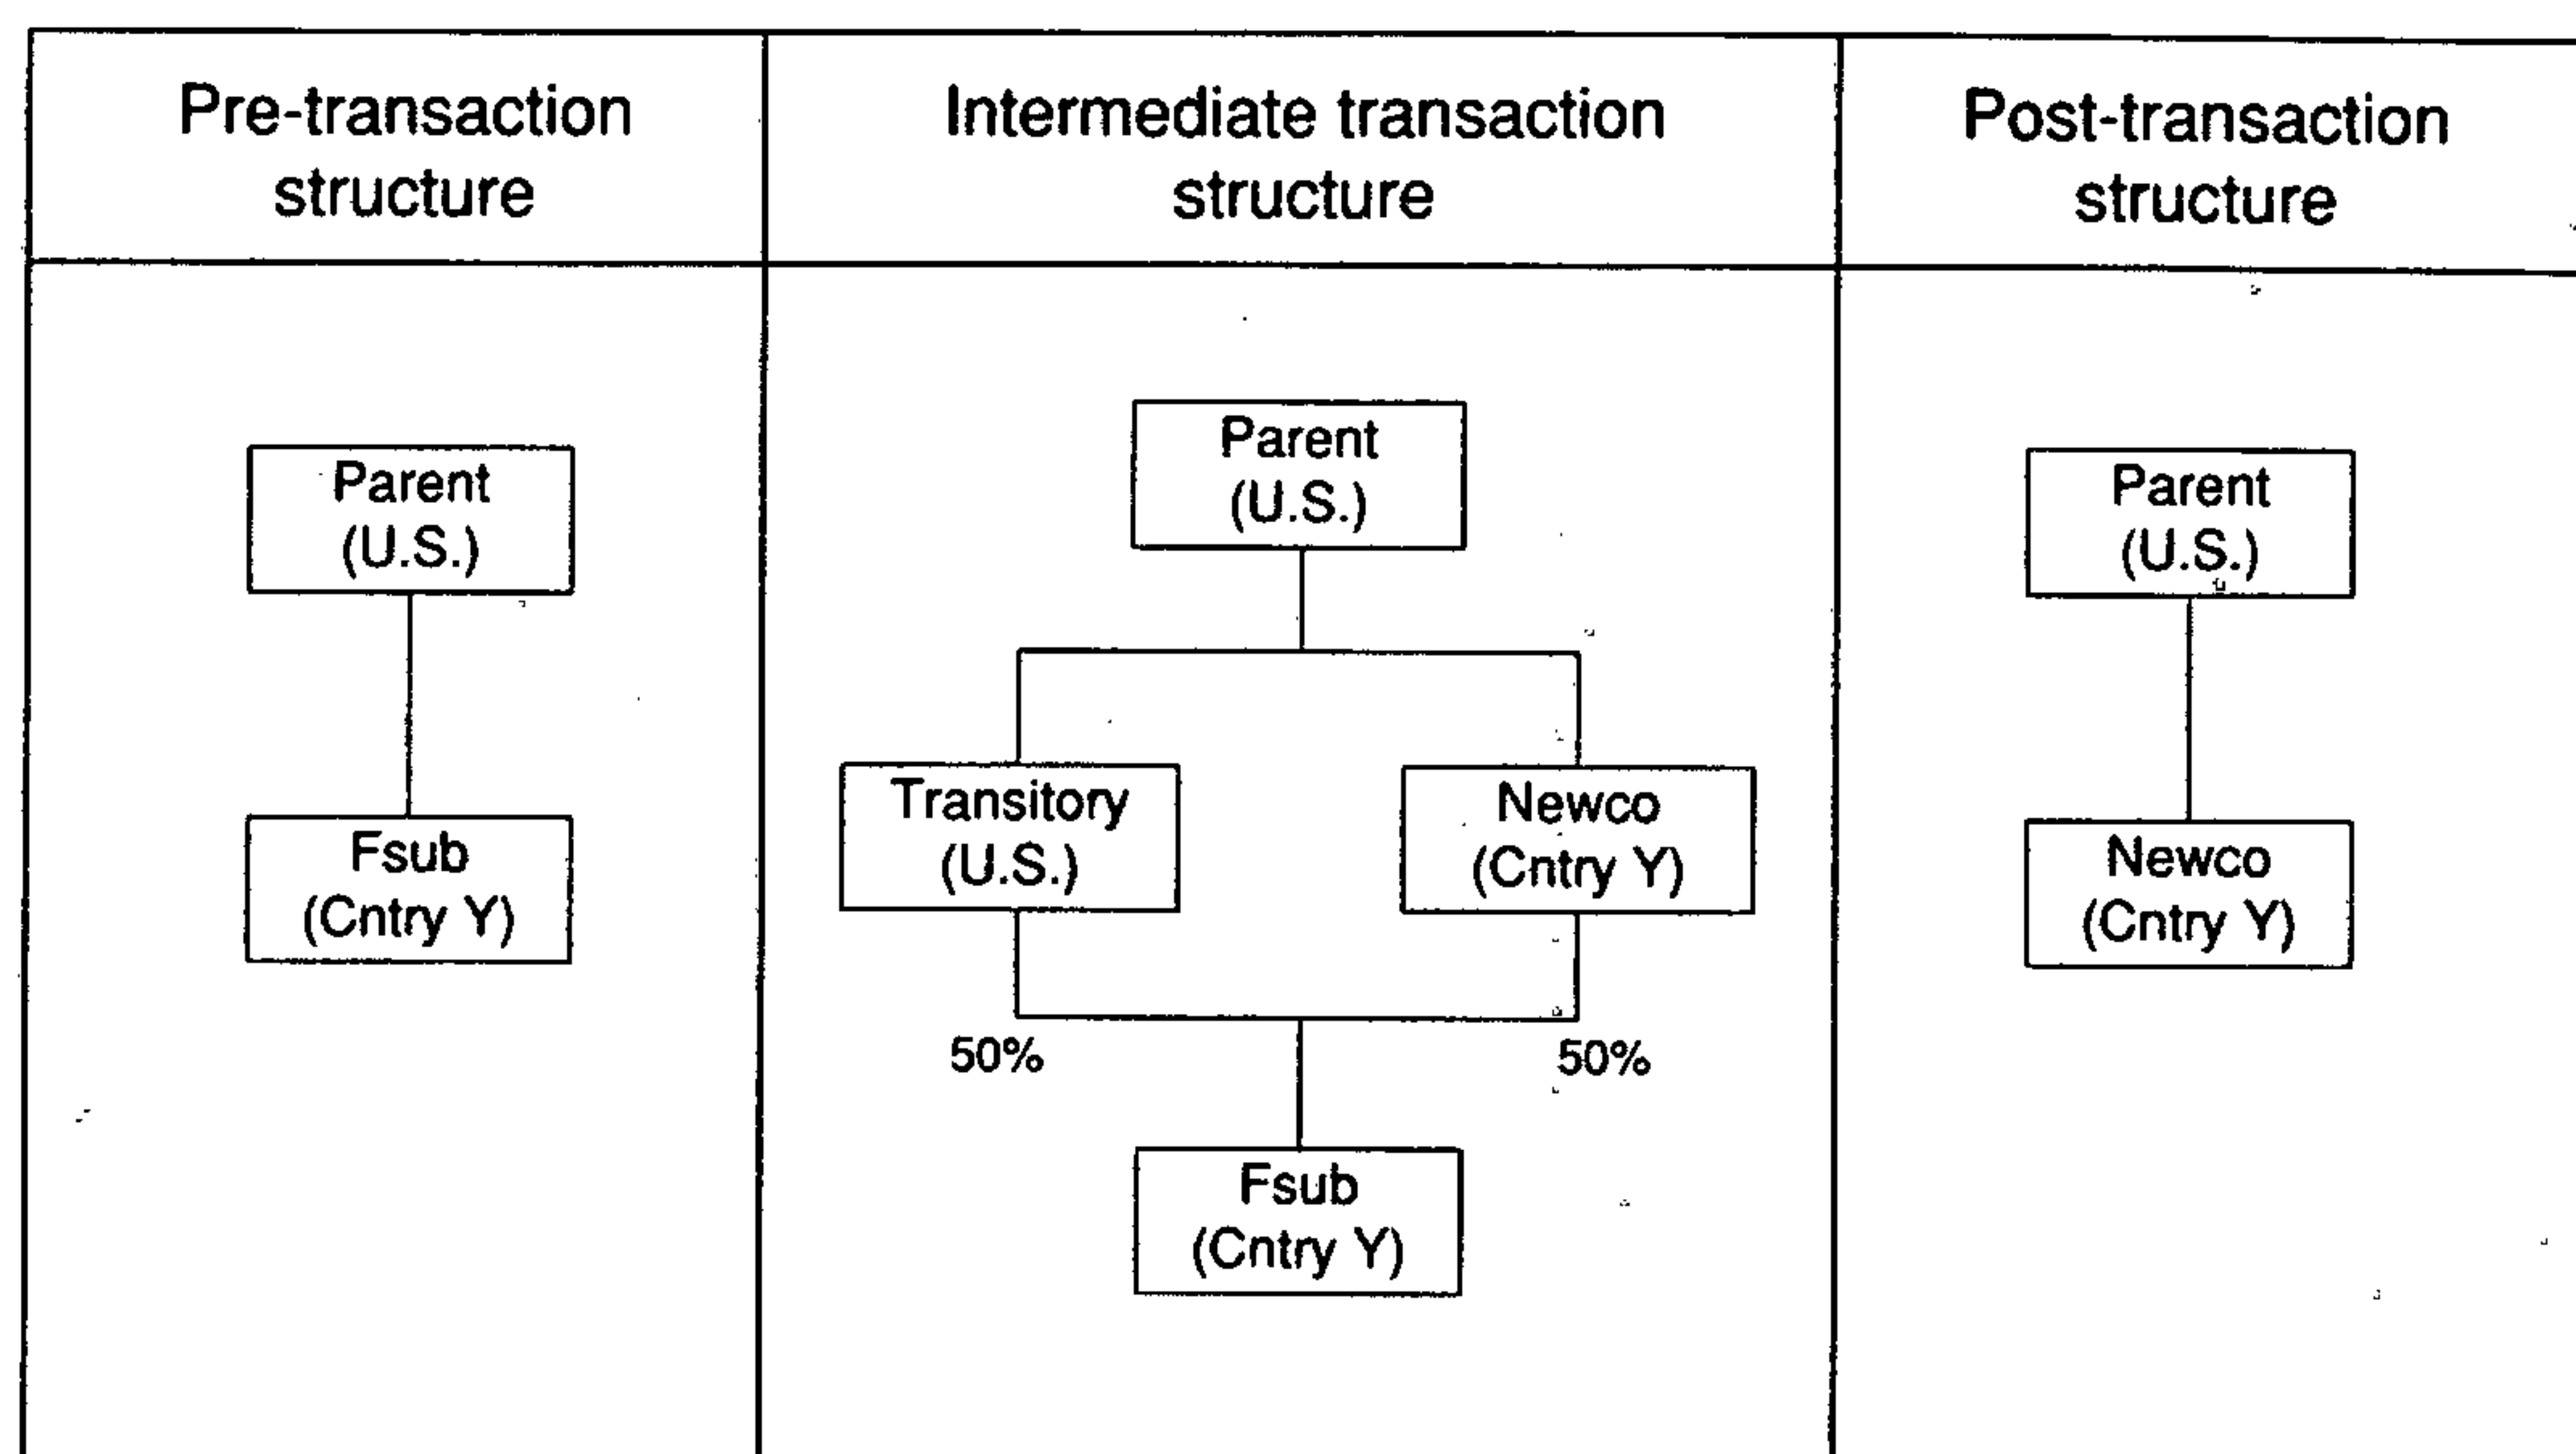 Pre-transaction
structure
Intermediate transaction
structure
Post-transaction
structure
Parent
(U.S.)
Fsub
(Cntry Y)
Parent
(U.S.)
Transitory
(U.S.)
Newco
(Cntry Y)
50%
50%
Fsub
(Cntry Y)
Parent
(U.S.)
Newco
(Cntry Y)